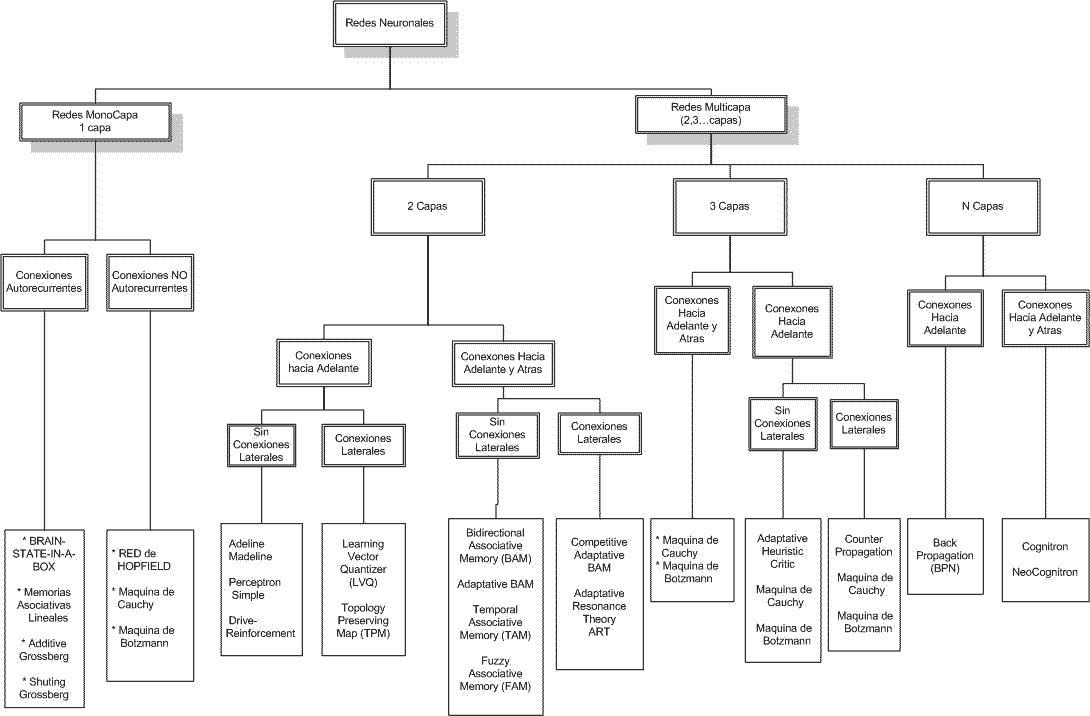 Redes Neuronales
Redes MonoCapa
1 capa
Redes Multicapa
(2,3...capas)
2 Capas
3 Capas
N Capas
Conexiones
Autorecurrentes
Conexiones NO
Autorecurrentes
Conexones
Hacia
Adelante y
Atras
Conexones
Hacia
Adelante
Conexones
Hacia
Adelante
Conexones
Hacia Adelante
y Atras
Conexiones
hacia Adelante
Conexones Hacia
Adelante y Atras
Sin
Conexiones
Laterales
Conexiones
Laterales
Sin
Conexiones
Laterales
Conexiones
Laterales
Sin
Conexiones
Laterales
Conexiones
Laterales
* BRAIN-
STATE-IN-A-
BOX
* Memorias
Asociativas
Lineales
* Additive
Grossberg
* Shuting
Grossberg
* RED de
HOPFIELD
* Maquina de
Cauchy
* Maquina de
Botzmann
Adeline
Madeline
Perceptron
Simple
Drive-
Reinforcement
Learning
Vector
Quantizer
(LVQ)
Topology
Preserving
Map (TPM)
Bidirectional
Associative
Memory (BAM)
Adaptative BAM
Temporal
Associative
Memory (TAM)
Fuzzy
Associative
Memory (FAM)
Competitive
Adaptative
BAM
Adaptative
Resonance
Theory
ART
* Maquina de
Cauchy
* Maquina de
Botzmann
Adaptative
Heuristic
Critic
Maquina de
Cauchy
Maquina de
Botzmann
Counter
Propagation
Maquina de
Cauchy
Maquina de
Botzmann
Back
Propagation
(BPN)
Cognitron
NeoCognitron